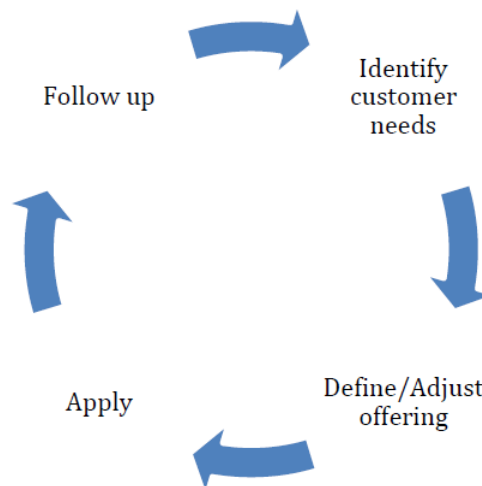 Follow up
Identify
customer
needs
Apply
Define/Adjust
offering